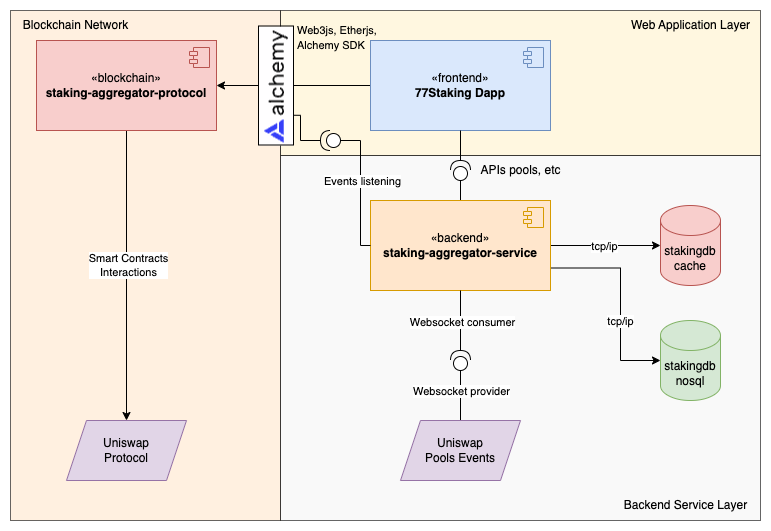 Blockchain Network
Web3js, Etherjs,
Alchemy SDK
Web Application Layer
alchemy
«blockchain»
staking-aggregator-protocol
«frontend»
77Staking Dapp
Events listening
APIs pools, etc
«backend»
staking-aggregator-service
tcp/ip
stakingdb
cache
Smart Contracts
Interactions
tcp/ip
Websocket consumer
stakingdb
nosql
Websocket provider
Uniswap
Protocol
Uniswap
Pools Events
Backend Service Layer